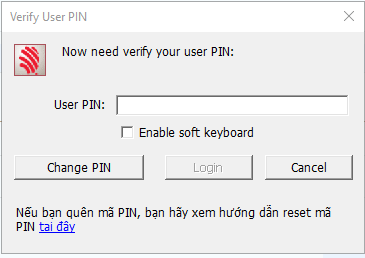 Verify User PIN
Now need verify your user PIN:
User PIN:
Enable soft keyboard
Change PIN
Login
Cancel
Nếu bạn quên mã PIN, bạn hãy xem hướng dẫn reset mã
PIN tại đây